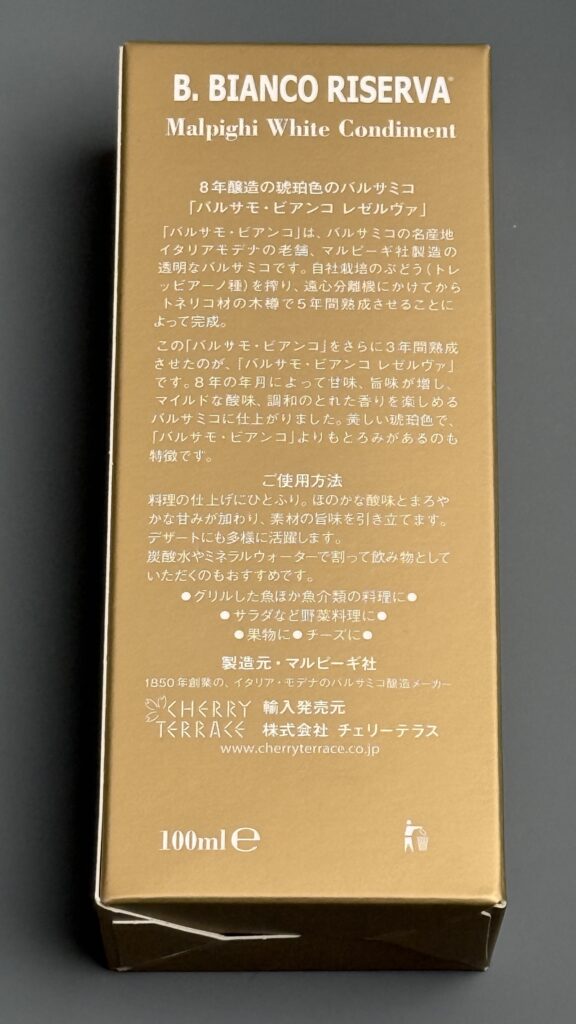 B. BIANCO RISERVA®
Malpighi White Condiment
8年醸造の琥珀色のバルサミコ
「バルサモ・ビアンコ レゼルヴァ」
「バルサモ・ビアンコ」は、バルサミコの名産地
イタリアモデナの老舗、マルピーギ社製造の
透明なバルサミコです。自社栽培のぶどう(トレ
ッビアーノ種)を搾り、遠心分離機にかけてから
トネリコ材の木樽で5年間熟成させることに
よって完成。
この「バルサモ・ビアンコ」をさらに3年間熟成
させたのが、「バルサモ・ビアンコ レゼルヴァ」
です。8年の年月によって甘味、旨味が増し、
マイルドな酸味、調和のとれた香りを楽しめる
バルサミコに仕上がりました。美しい琥珀色で、
「バルサモ・ビアンコ」よりもとろみがあるのも
特徴です。
ご使用方法
料理の仕上げにひとふり。ほのかな酸味とまろや
かな甘みが加わり、素材の旨味を引き立てます。
デザートにも多様に活躍します。
炭酸水やミネラルウォーターで割って飲み物として
いただくのもおすすめです。
●グリルした魚ほか魚介類の料理に●
●サラダなど野菜料理に●
●果物に●チーズに●
製造元・マルピーギ社
1850年創業の、イタリア・モデナのバルサミコ醸造メーカー
CHERRY TERRACE
輸入発売元
株式会社 チェリーテラス
www.cherryterrace.co.jp
100ml℮